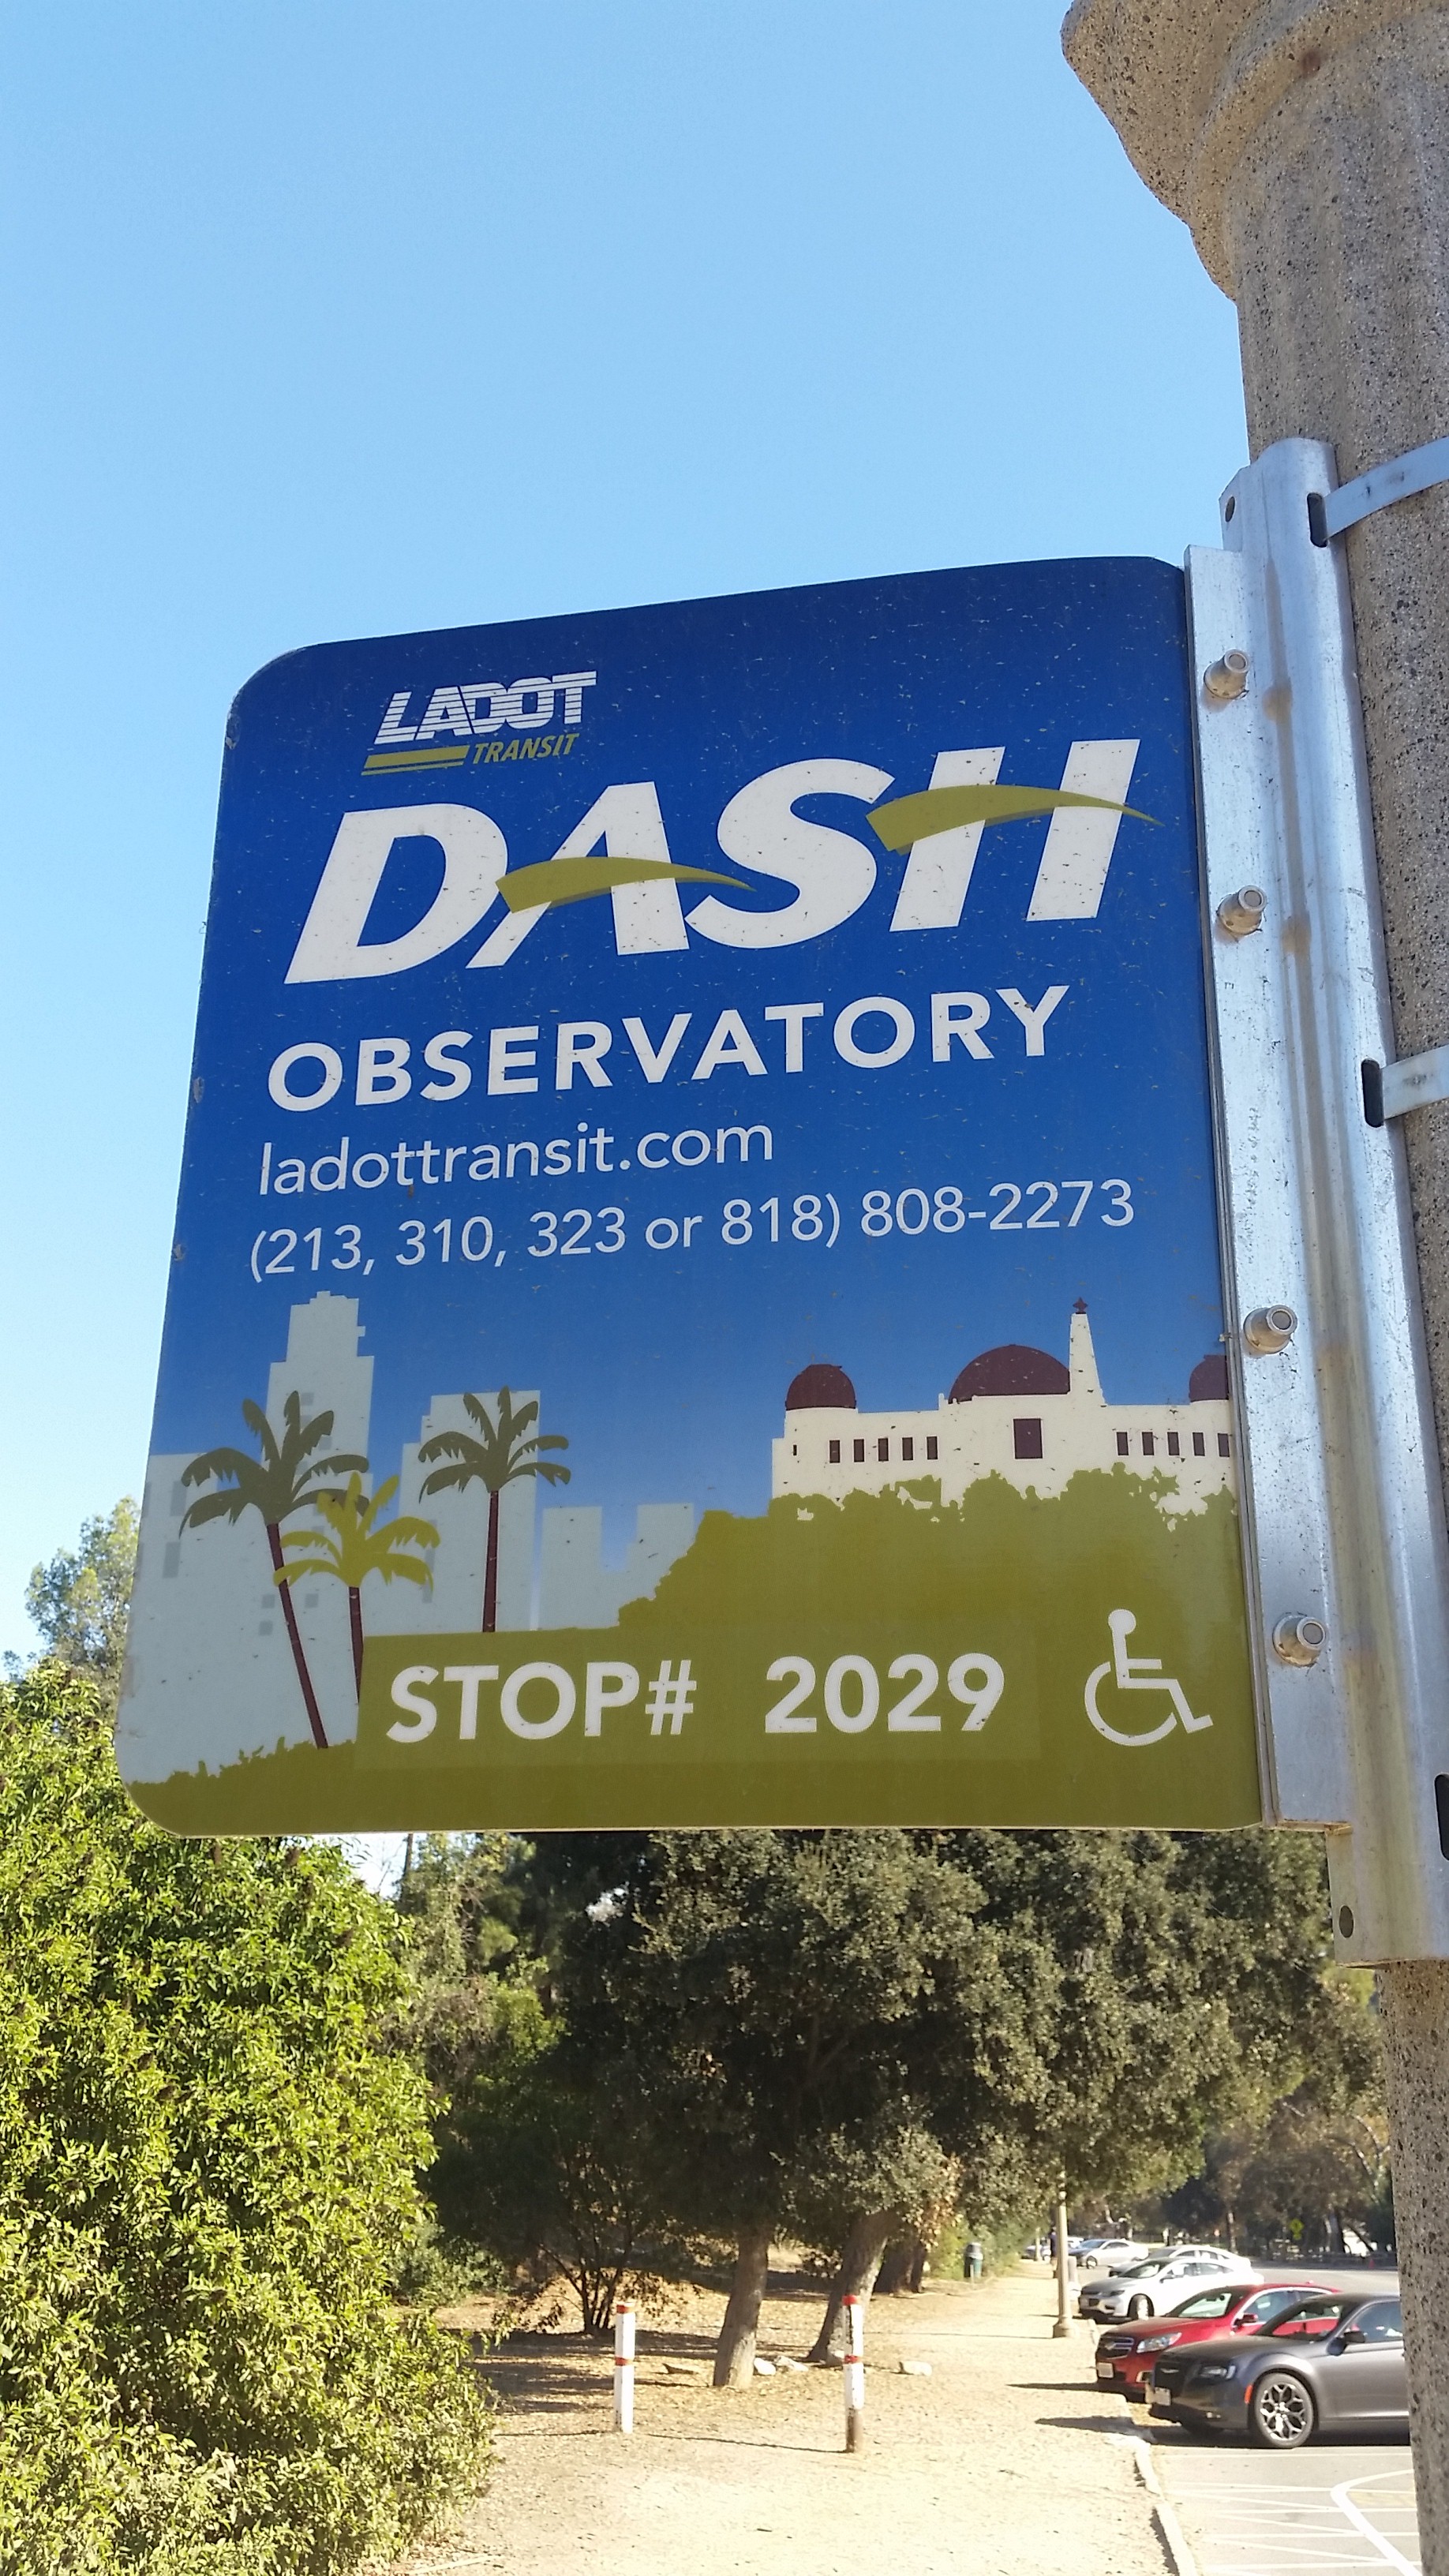 LADOT
TRANSIT
DASH
OBSERVATORY
ladottransit.com
(213, 310, 323 or 818) 808-2273
STOP# 2029